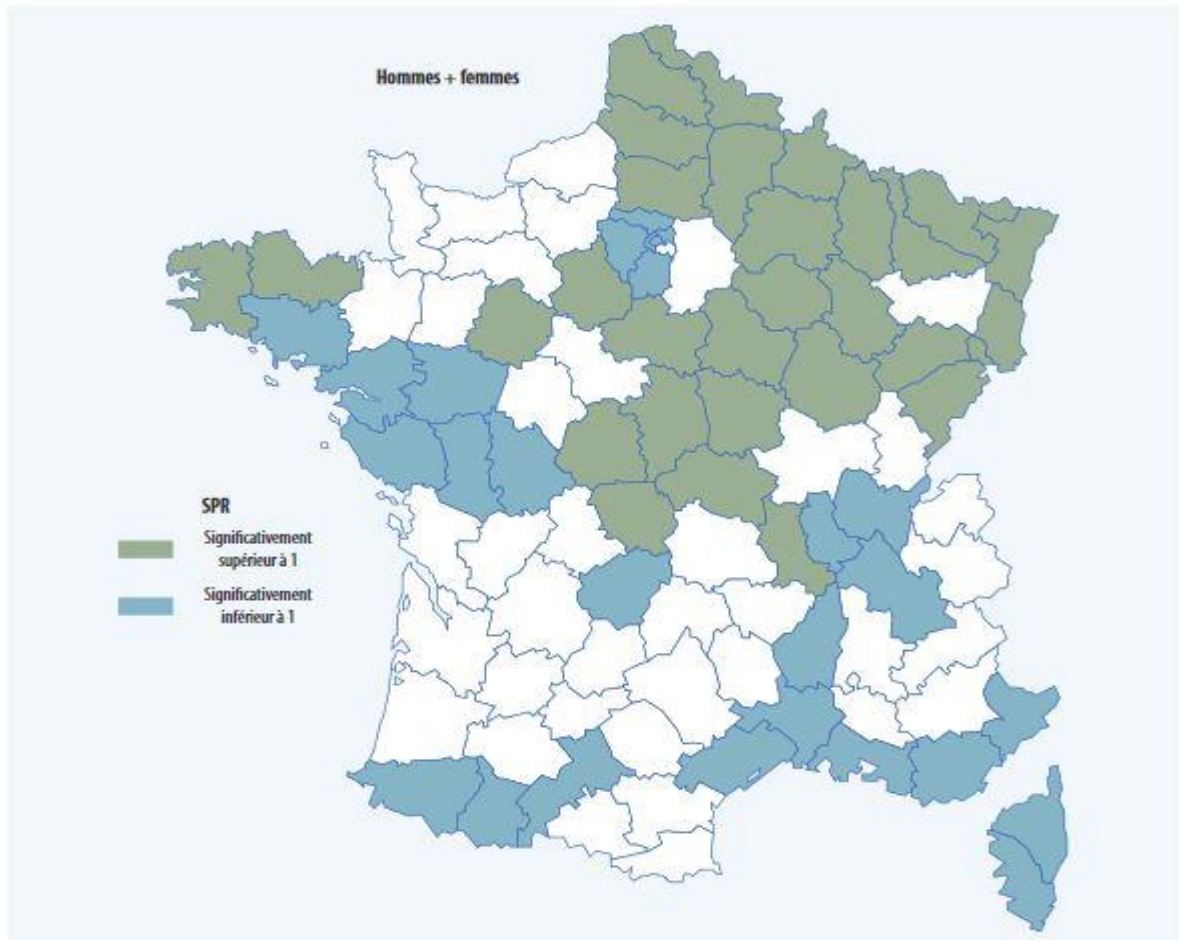 Hommes + femmes
SPR
Significativement
supérieur à 1
Significativement
inférieur à 1